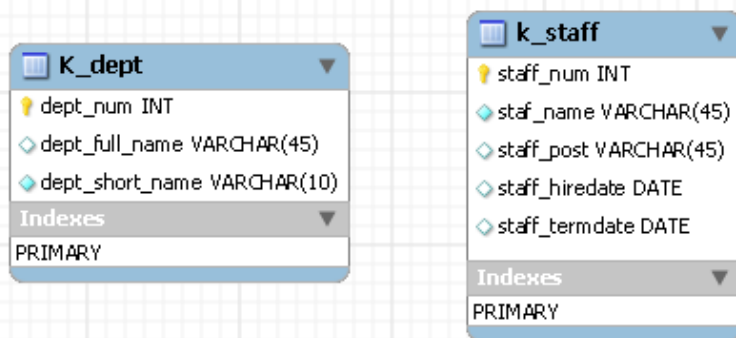 K_dept
dept_num INT
dept_full_name VARCHAR(45)
dept_short_name VARCHAR(10)
Indexes
PRIMARY
k_staff
staff_num INT
staf_name VARCHAR(45)
staff_post VARCHAR(45)
staff_hiredate DATE
staff_termdate DATE
Indexes
PRIMARY